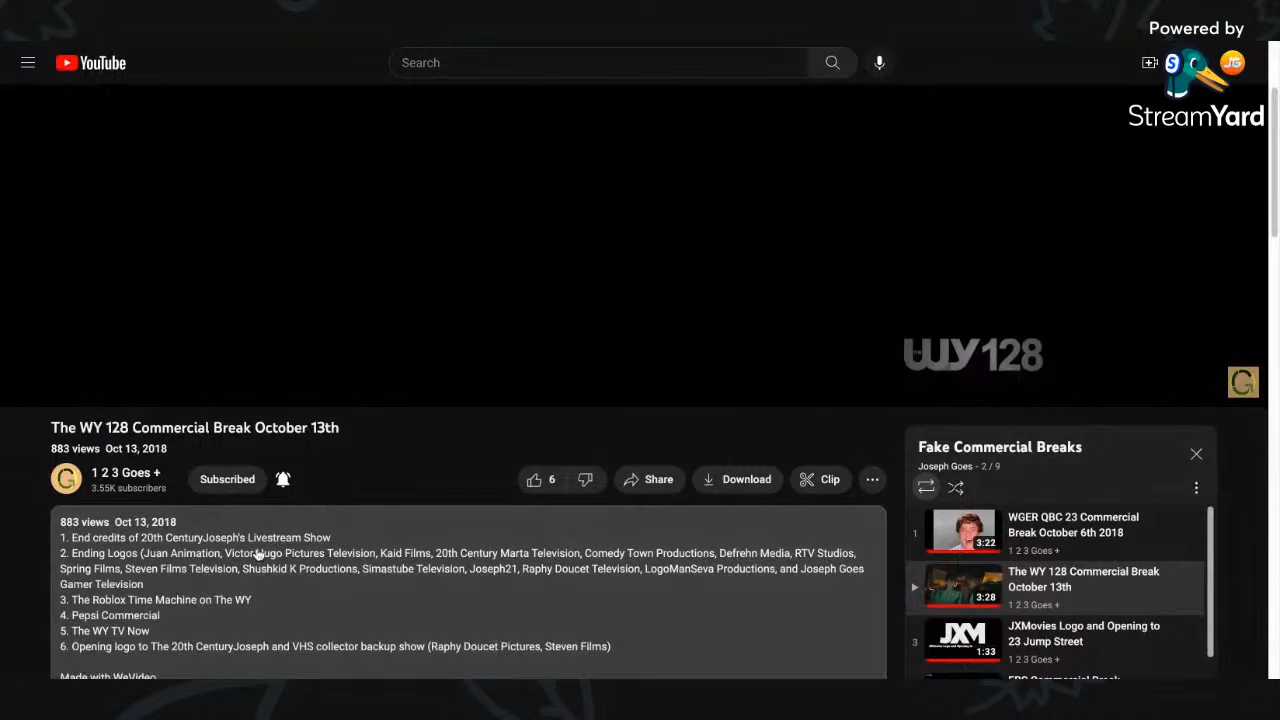 Powered by
StreamYard
YouTube
Search
S
JG
THE WY 128
G
The WY 128 Commercial Break October 13th
883 views Oct 13, 2018
G
1 2 3 Goes +
3.55K subscribers
Subscribed
6
Share
Download
Clip
883 views Oct 13, 2018
1. End credits of 20th CenturyJoseph's Livestream Show
2. Ending Logos (Juan Animation, VictorHugo Pictures Television, Kaid Films, 20th Century Marta Television, Comedy Town Productions, Defrehn Media, RTV Studios,
Spring Films, Steven Films Television, Shushkid K Productions, Simastube Television, Joseph21, Raphy Doucet Television, LogoManSeva Productions, and Joseph Goes
Gamer Television
3. The Roblox Time Machine on The WY
4. Pepsi Commercial
5. The WY TV Now
6. Opening logo to The 20th CenturyJoseph and VHS collector backup show (Raphy Doucet Pictures, Steven Films)
Made with WeVideo
Fake Commercial Breaks
Joseph Goes - 2 / 9
1
3:22
WGER QBC 23 Commercial
Break October 6th 2018
1 2 3 Goes +
3:28
The WY 128 Commercial Break
October 13th
1 2 3 Goes +
3
JXM
1:33
JXMovies Logo and Opening to
23 Jump Street
1 2 3 Goes +